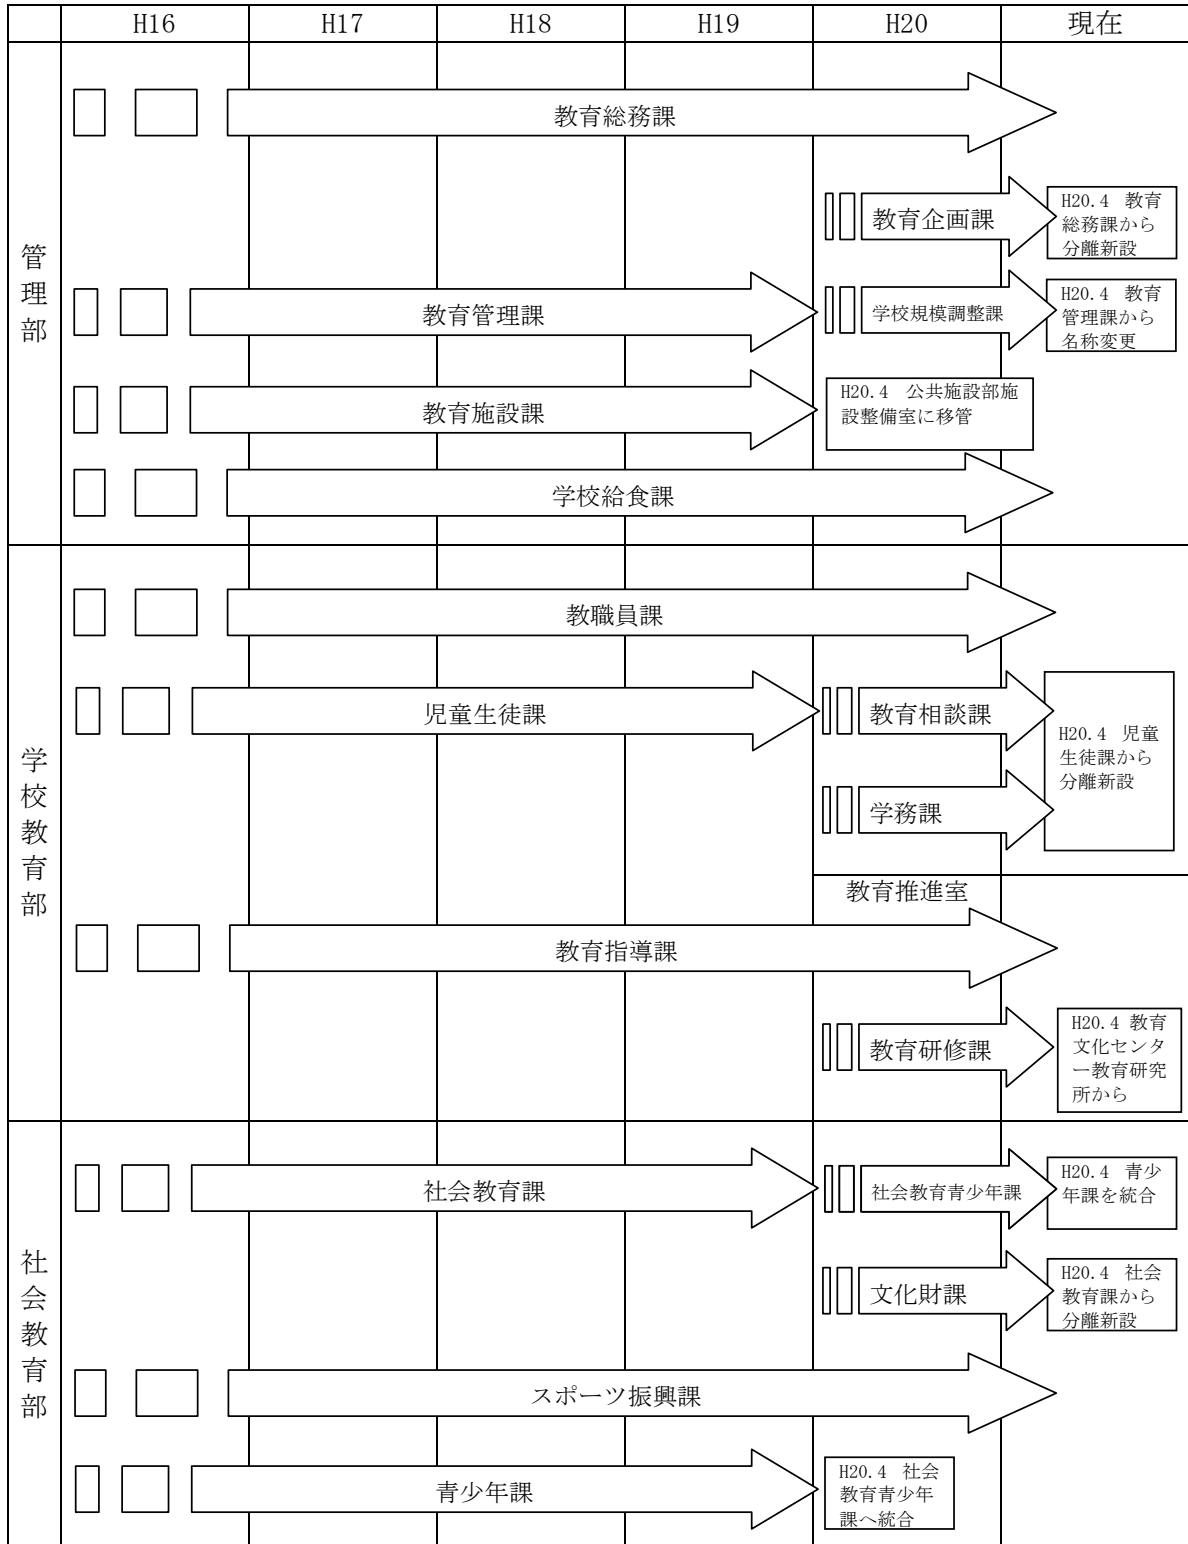 H16 H17 H18 H19 H20 現在
管理部
教育総務課
教育企画課
H20.4 教育
総務課から
分離新設
教育管理課
学校規模調整課
H20.4 教育
管理課から
名称変更
教育施設課
H20.4 公共施設部施
設整備室に移管
学校給食課
学校教育部
教職員課
児童生徒課
教育相談課
H20.4 児童
生徒課から
分離新設
学務課
教育推進室
教育指導課
教育研修課
H20.4 教育
文化センタ
ー教育研究
所から
社会教育部
社会教育課
社会教育青少年課
H20.4 青少
年課を統合
文化財課
H20.4 社会
教育課から
分離新設
スポーツ振興課
青少年課
H20.4 社会
教育青少年
課へ統合